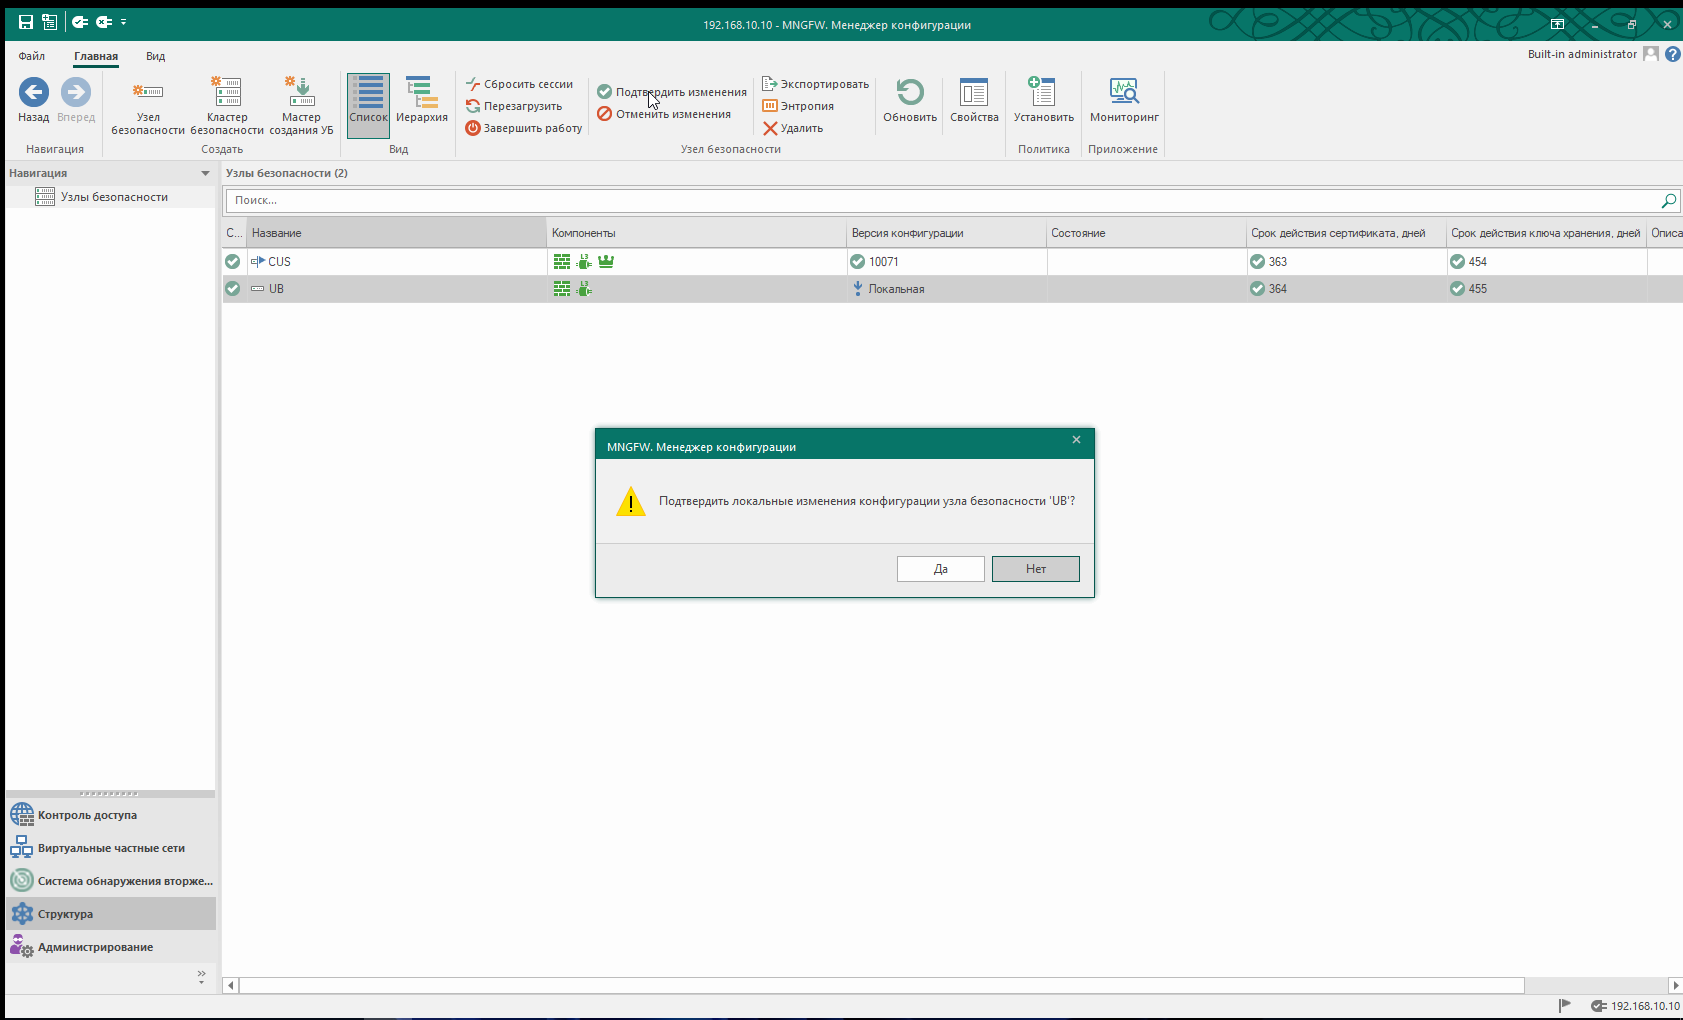 192.168.10.10 - MNGFW. Менеджер конфигурации
Файл
Главная
Вид
Built-in administrator
Назад
Вперед
Навигация
Узел
безопасности
Кластер
безопасности
Мастер
создания УБ
Создать
Список
Иерархия
Вид
Сбросить сессии
Перезагрузить
Завершить работу
Подтвердить изменения
Отменить изменения
Экспортировать
Энтропия
Удалить
Обновить
Свойства
Узел безопасности
Установить
Политика
Мониторинг
Приложение
Навигация
Узлы безопасности
Узлы безопасности (2)
Поиск...
С...
Название
Компоненты
Версия конфигурации
Состояние
Срок действия сертификата, дней
Срок действия ключа хранения, дней
Описа
CUS
L3
10071
363
454
UB
L3
Локальная
364
455
MNGFW. Менеджер конфигурации
Подтвердить локальные изменения конфигурации узла безопасности 'UB'?
Да
Нет
Контроль доступа
Виртуальные частные сети
Система обнаружения вторже...
Структура
Администрирование
192.168.10.10